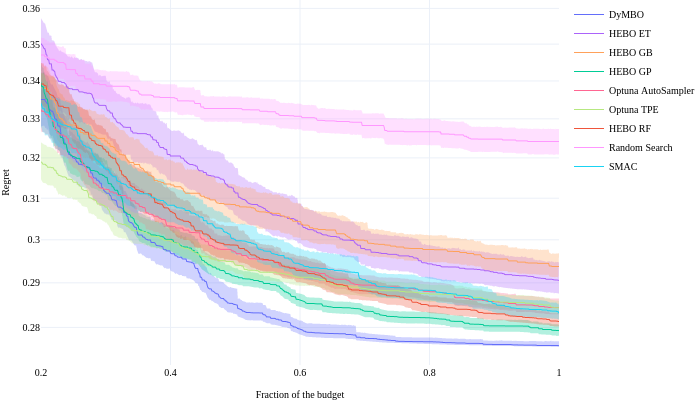 0.36
0.35
0.34
0.33
0.32
0.31
0.3
0.29
0.28
Regret
0.2
0.4
0.6
0.8
1
Fraction of the budget
DyMBO
HEBO ET
HEBO GB
HEBO GP
Optuna AutoSampler
Optuna TPE
HEBO RF
Random Search
SMAC